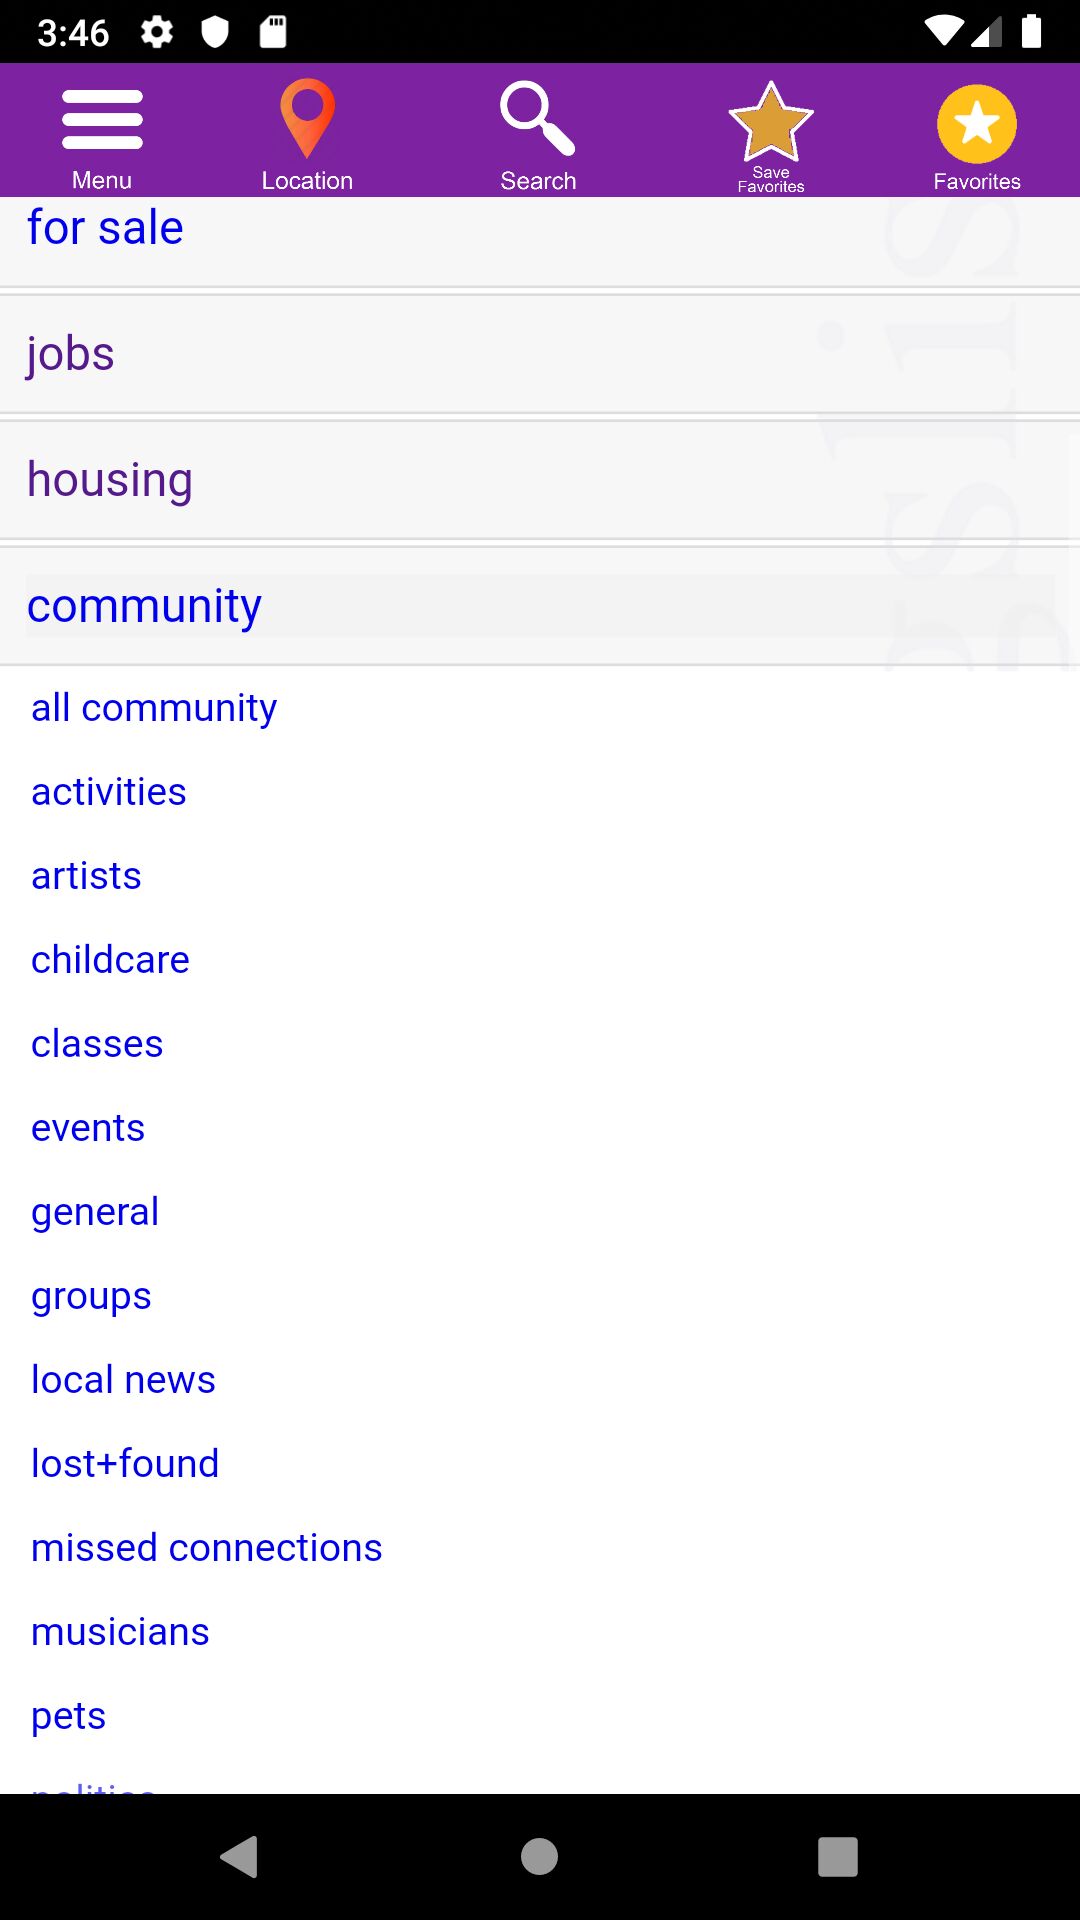 3:46
Menu
Location
Search
Save
Favorites
Favorites
for sale
jobs
housing
community
all community
activities
artists
childcare
classes
events
general
groups
local news
lost+found
missed connections
musicians
pets
politics